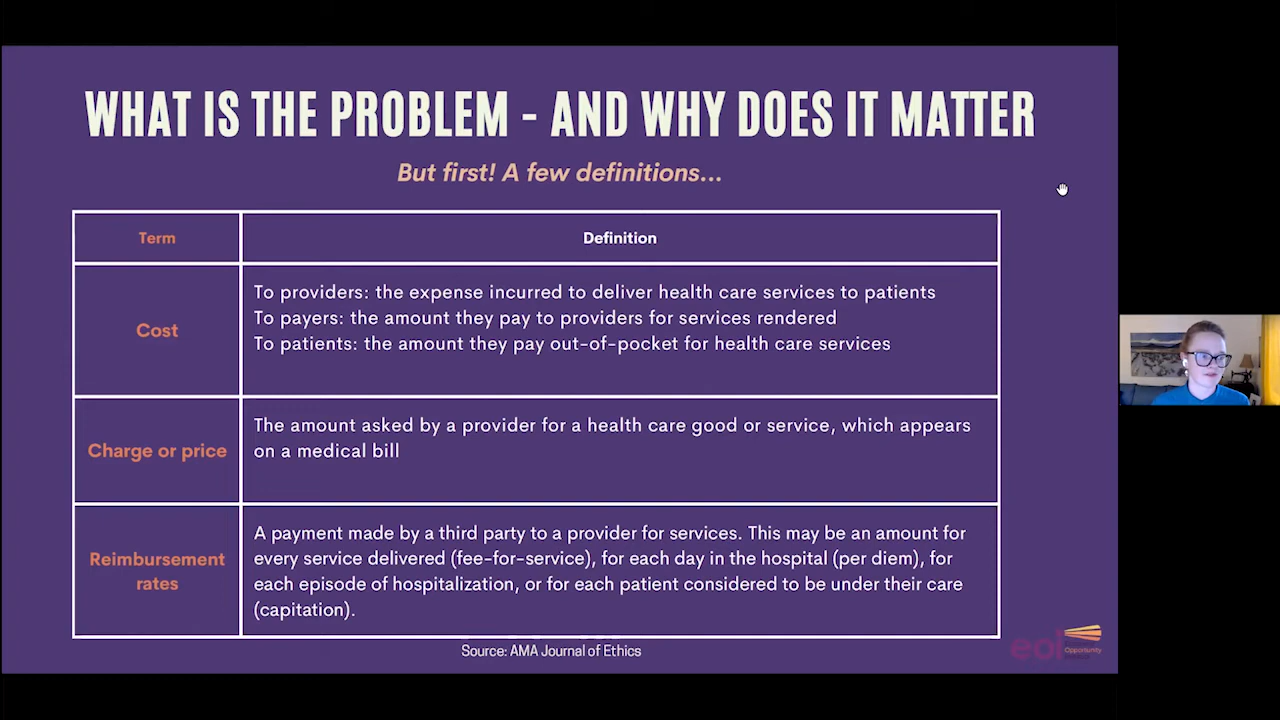 WHAT IS THE PROBLEM - AND WHY DOES IT MATTER
But first! A few definitions...
Term
Definition
Cost
To providers: the expense incurred to deliver health care services to patients
To payers: the amount they pay to providers for services rendered
To patients: the amount they pay out-of-pocket for health care services
Charge or price
The amount asked by a provider for a health care good or service, which appears
on a medical bill
Reimbursement
rates
A payment made by a third party to a provider for services. This may be an amount for
every service delivered (fee-for-service), for each day in the hospital (per diem), for
each episode of hospitalization, or for each patient considered to be under their care
(capitation).
Source: AMA Journal of Ethics
eoi
Opportunity